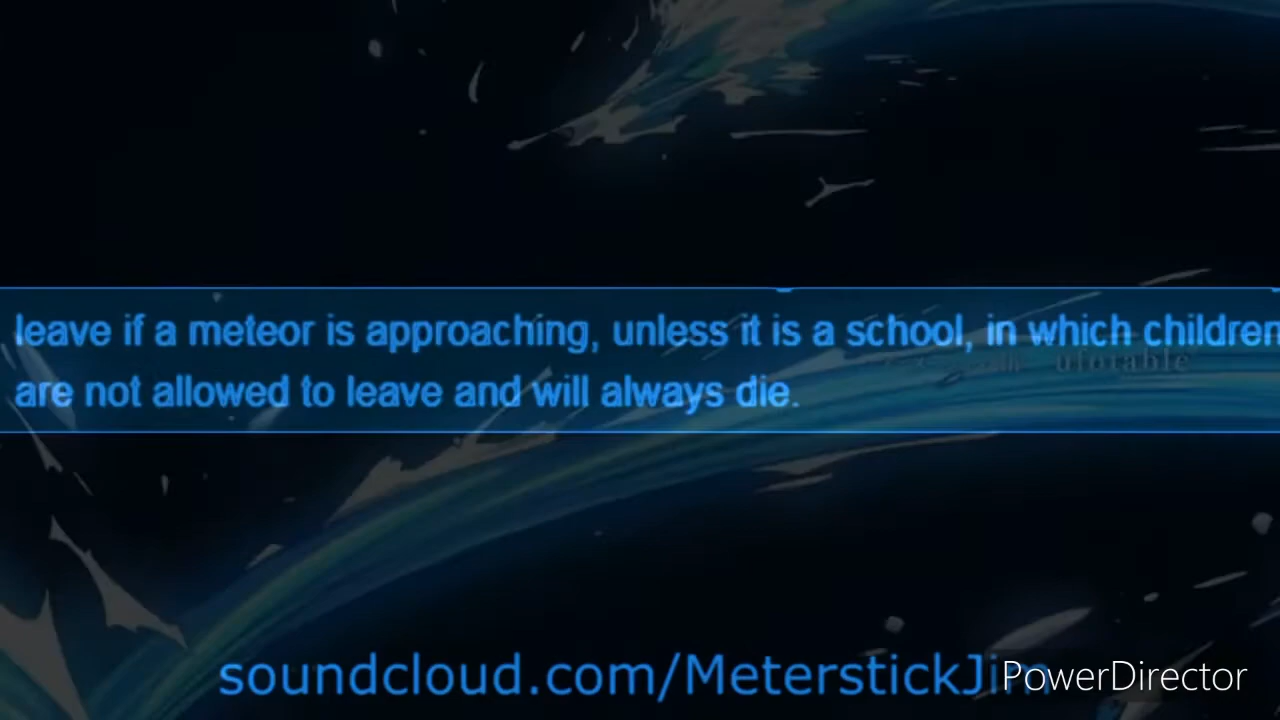 leave if a meteor is approaching, unless it is a school, in which children
ufotable
are not allowed to leave and will always die.
soundcloud.com/MeterstickJim
PowerDirector